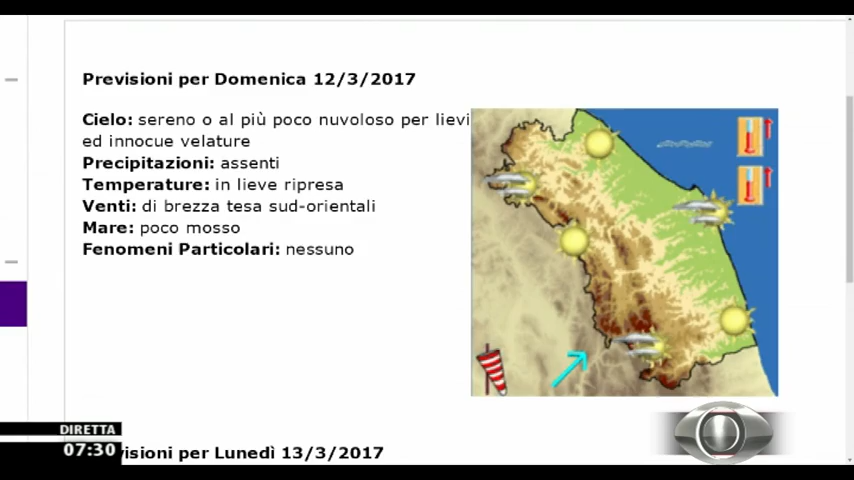 Previsioni per Domenica 12/3/2017
Cielo: sereno o al più poco nuvoloso per lievi
ed innocue velature
Precipitazioni: assenti
Temperature: in lieve ripresa
Venti: di brezza tesa sud-orientali
Mare: poco mosso
Fenomeni Particolari: nessuno
DIRETTA
07:30
visioni per Lunedì 13/3/2017